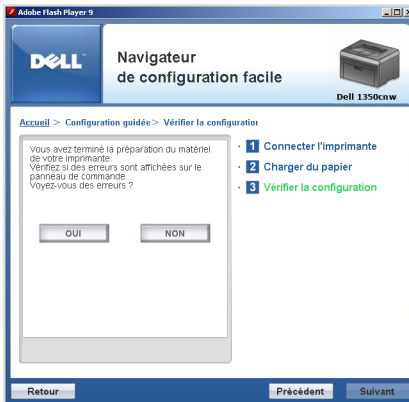 Adobe Flash Player 9
DELL™
Navigateur
de configuration facile
Dell 1350cnw
Accueil > Configuration guidée > Vérifier la configuration
Vous avez terminé la préparation du matériel
de votre imprimante.
Vérifiez si des erreurs sont affichées sur le
panneau de commande.
Voyez-vous des erreurs ?
OUI
NON
1 Connecter l'imprimante
2 Charger du papier
3 Vérifier la configuration
Retour
Précédent
Suivant